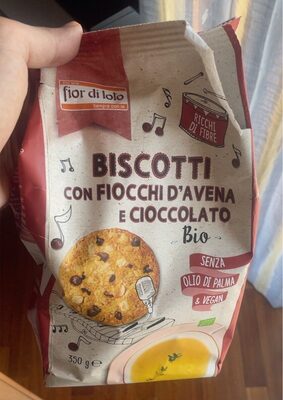 fior di loto
sempre con te
RICCHI
DI FIBRE
BISCOTTI
CON FIOCCHI D'AVENA
E CIOCCOLATO
Bio
SENZA
OLIO DI PALMA
& VEGAN
350 g e